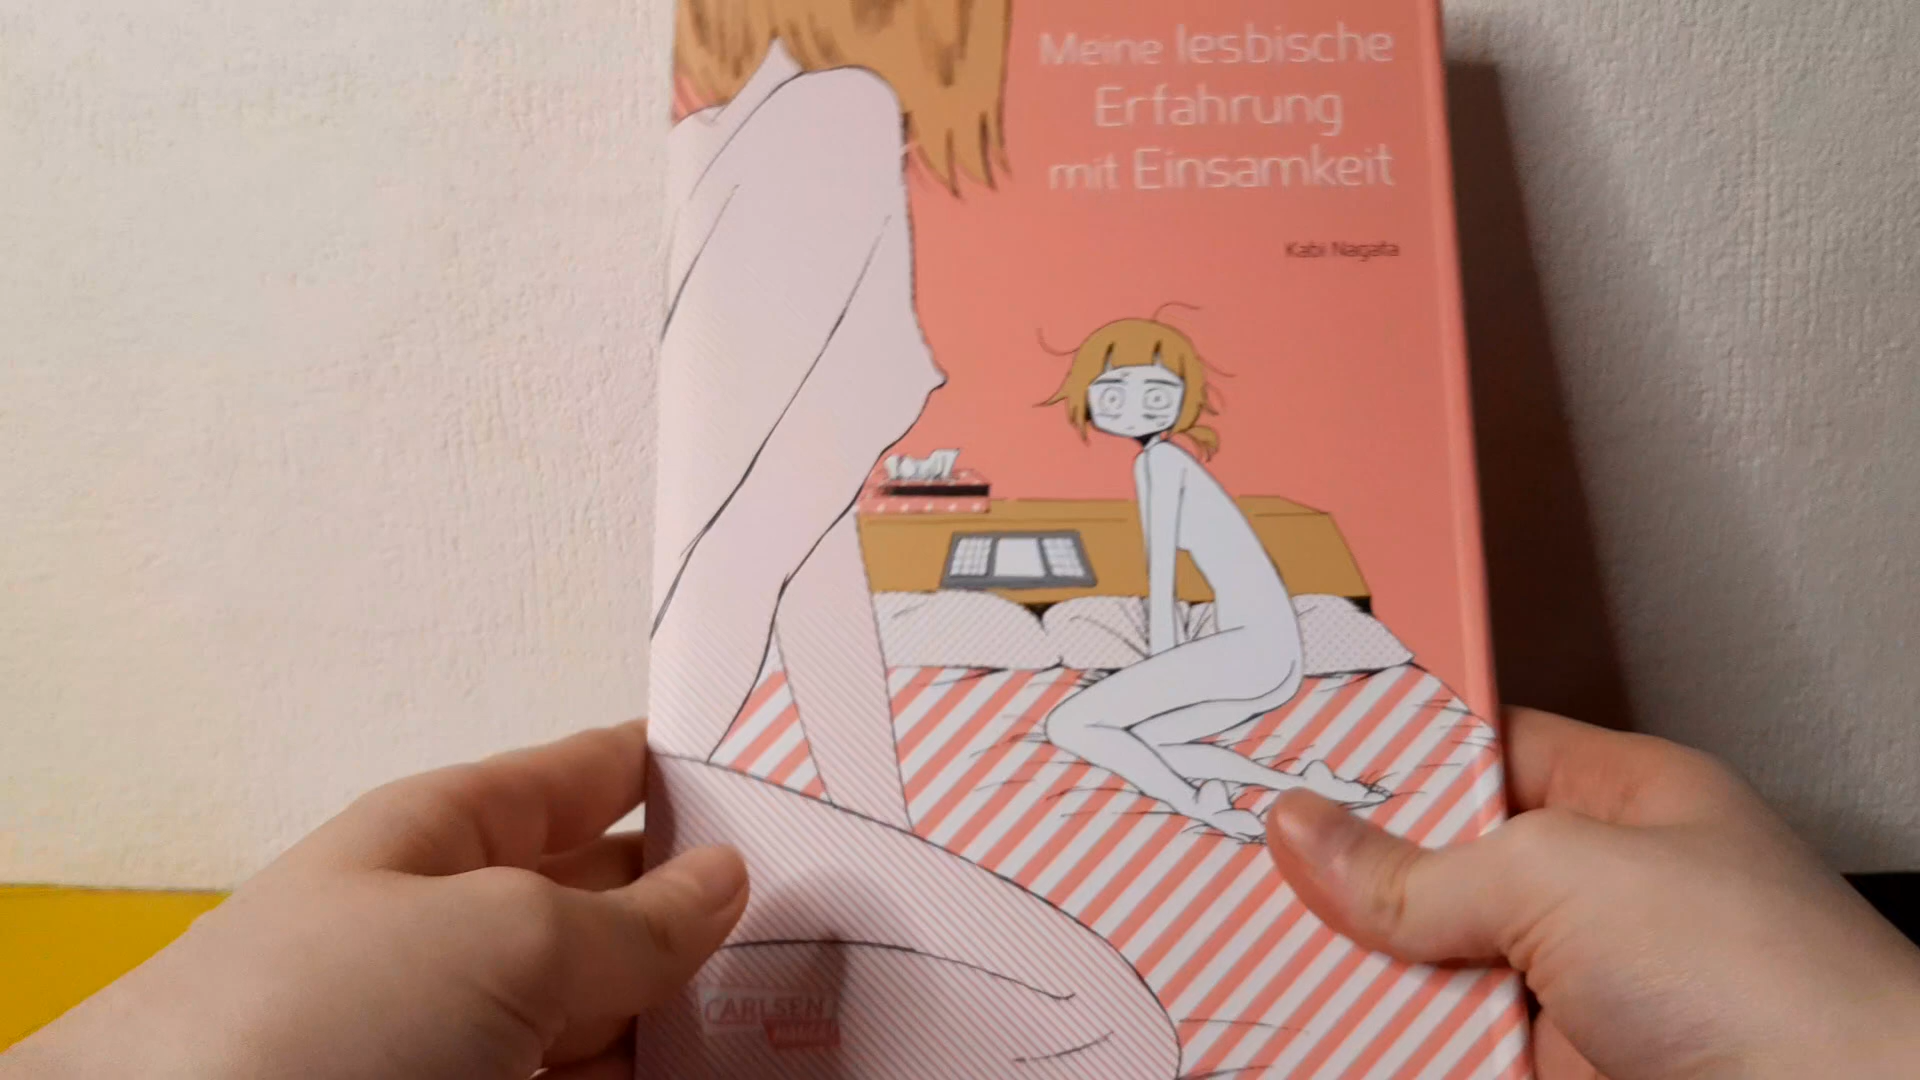 Meine lesbische
Erfahrung
mit Einsamkeit
Kabi Nagata
CARLSEN